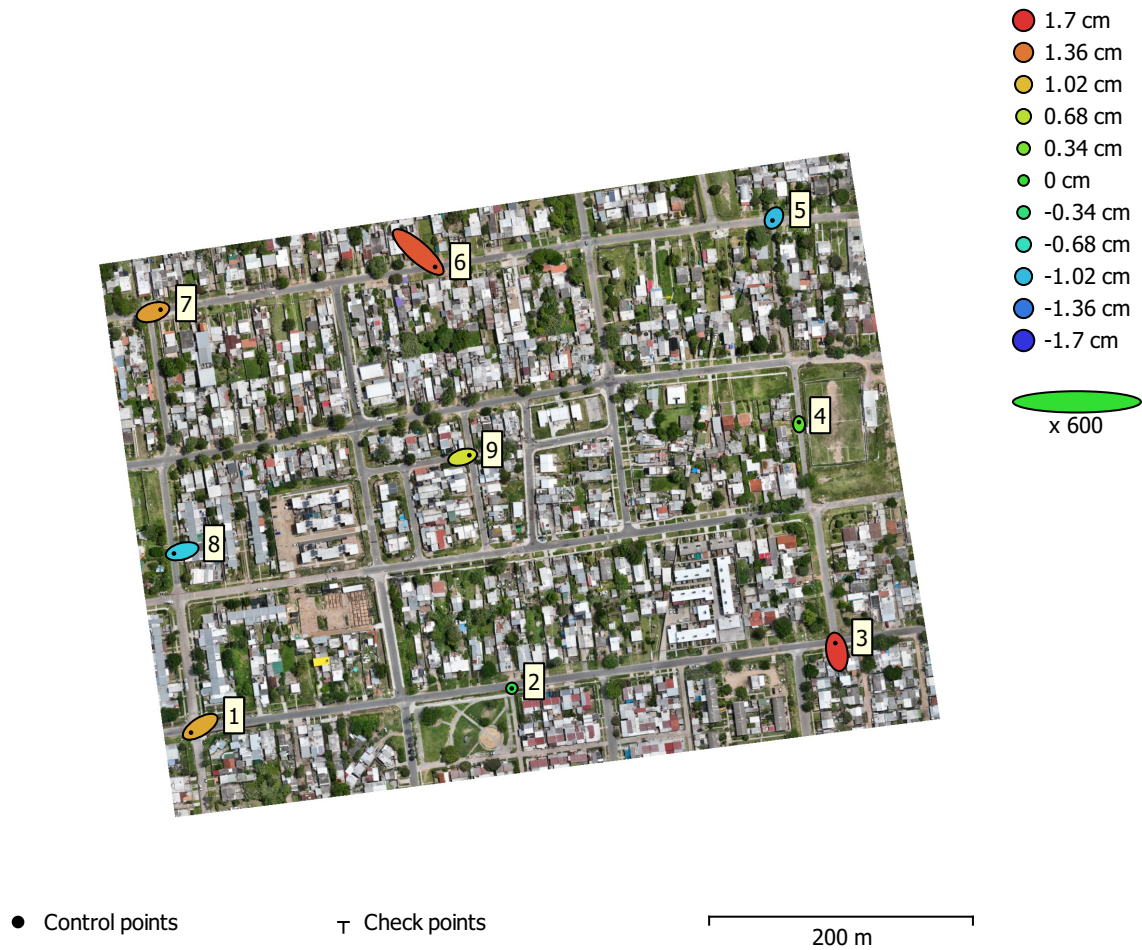 1.7 cm
1.36 cm
1.02 cm
0.68 cm
0.34 cm
0 cm
-0.34 cm
-0.68 cm
-1.02 cm
-1.36 cm
-1.7 cm
x 600
5
6
7
4
9
8
3
2
1
Control points
Check points
200 m